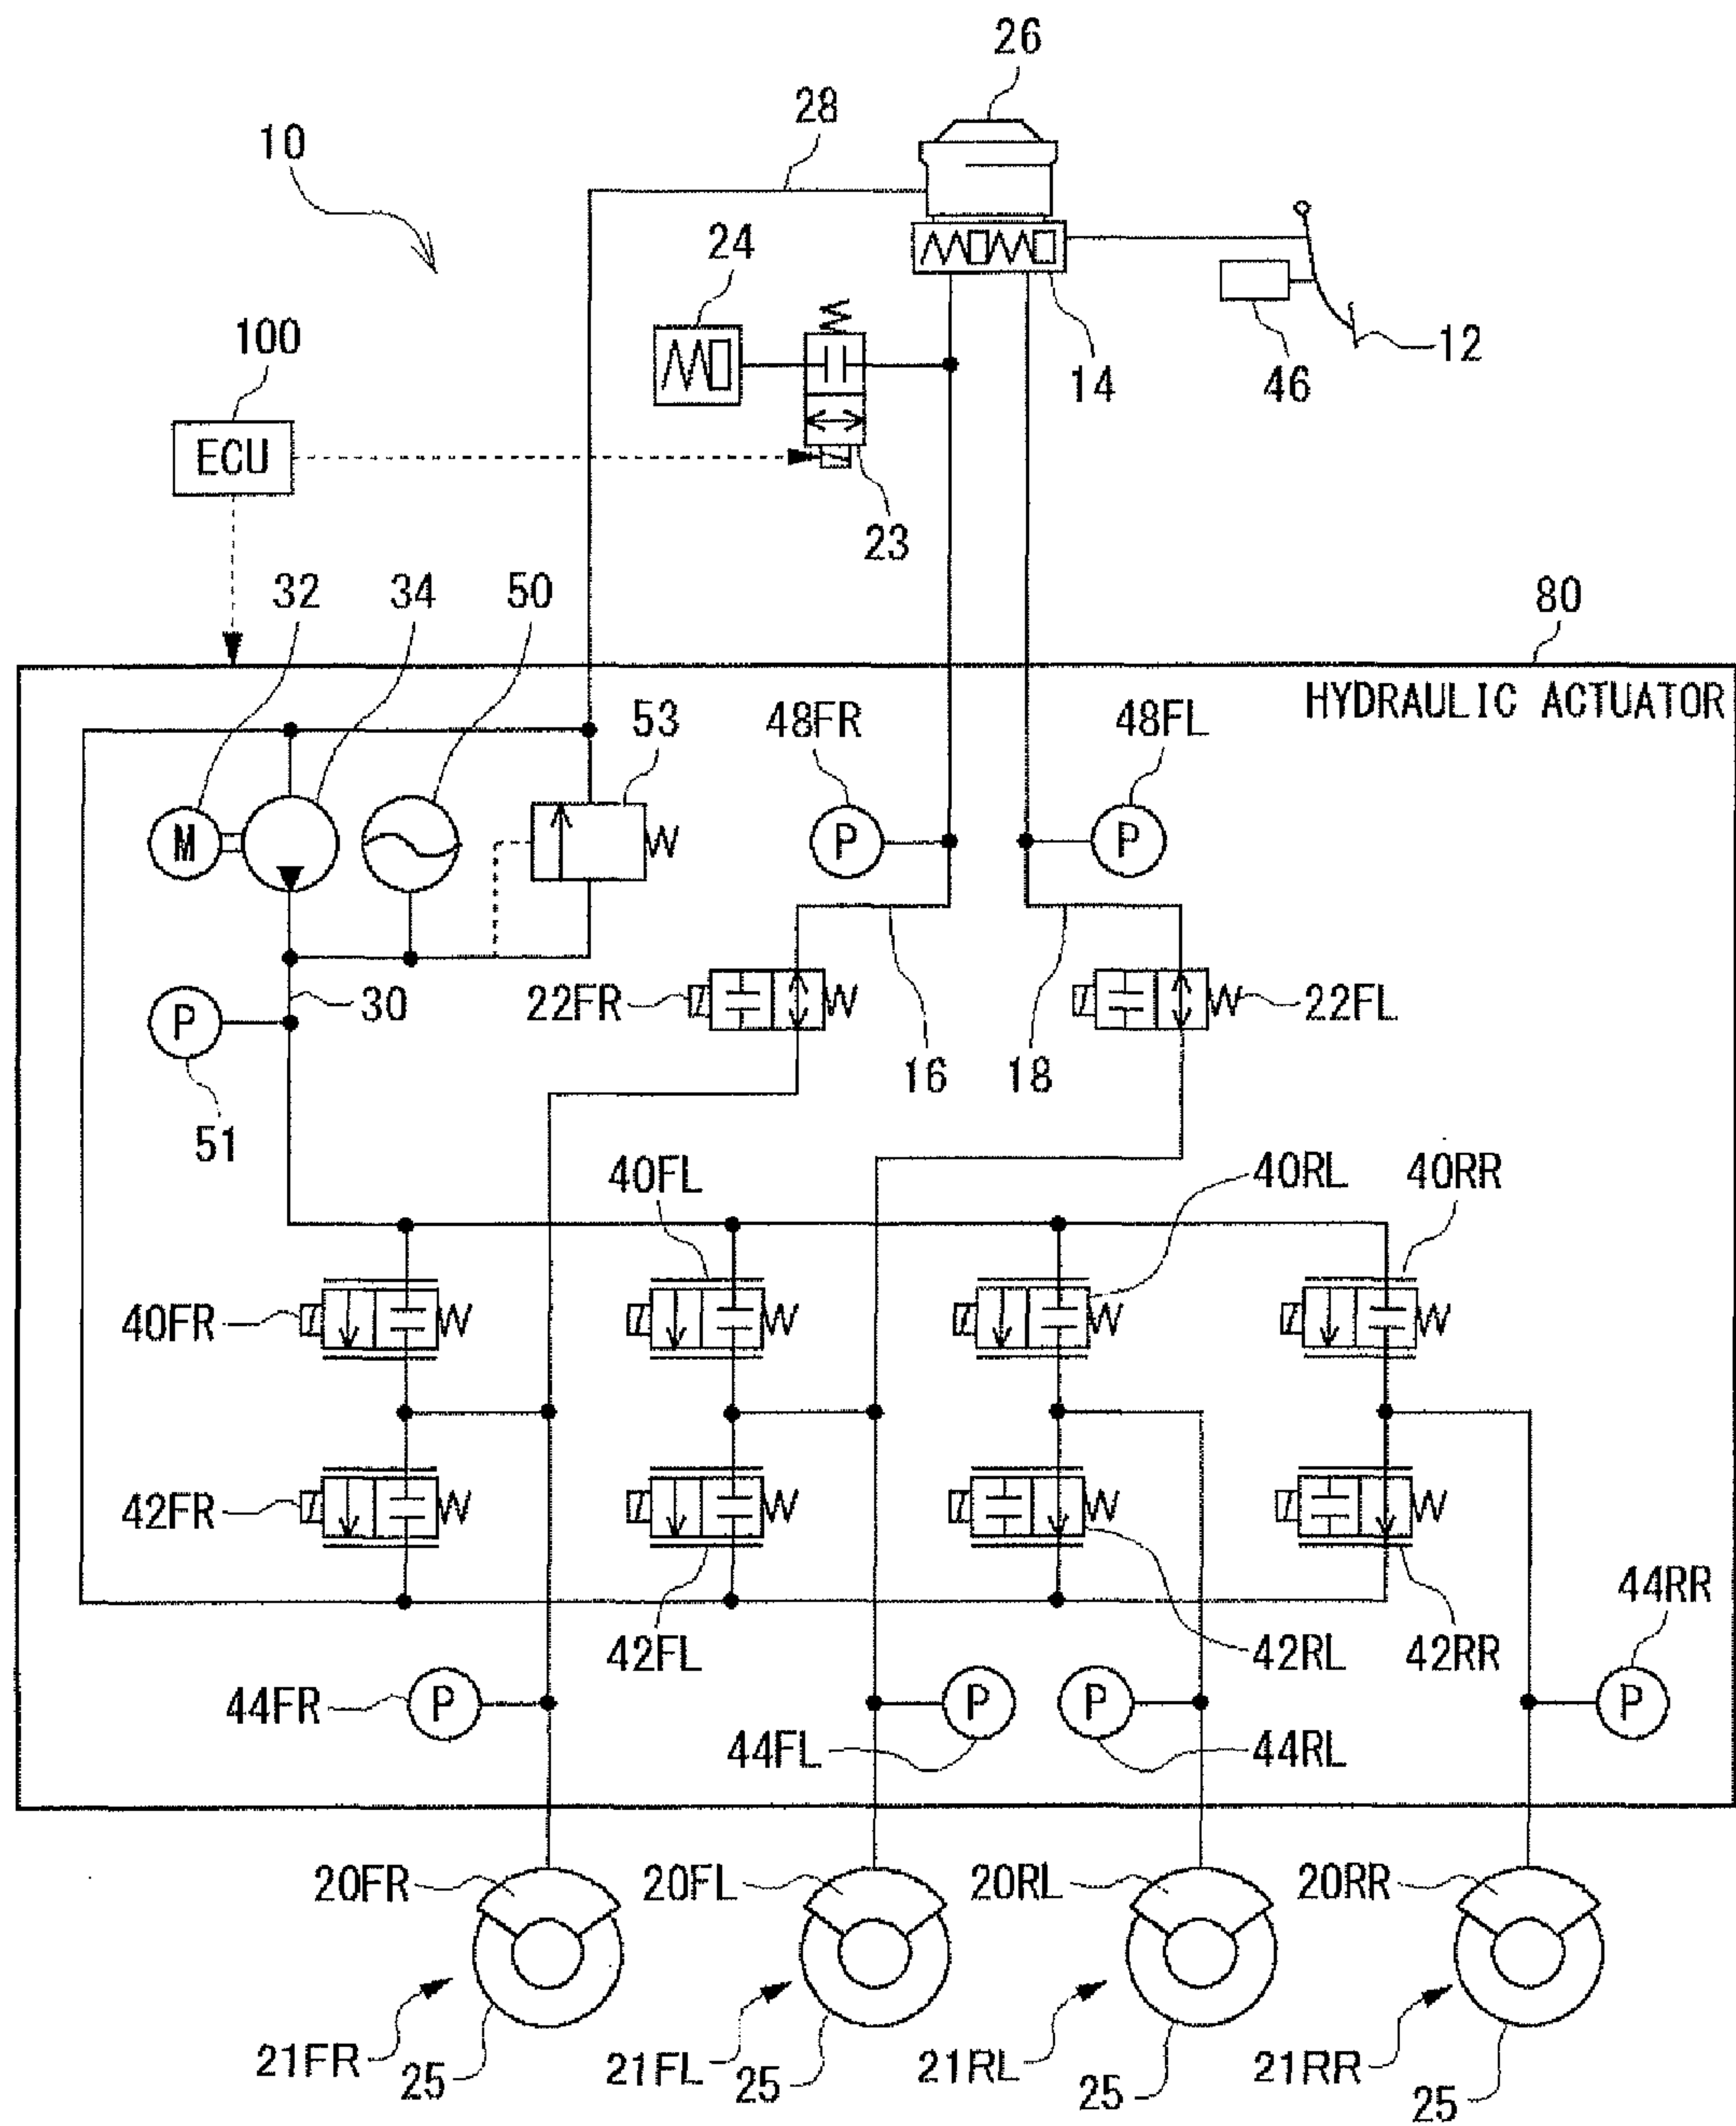 26
28
10
24
100
ECU
14
46
12
23
32
34
50
80
HYDRAULIC ACTUATOR
53
48FR
48FL
M
P
P
30
22FR
22FL
P
16
18
51
40FL
40RL
40RR
40FR
42FR
44RR
42FL
42RL
42RR
44FR
P
P
P
P
44FL
44RL
20FR
20FL
20RL
20RR
21FR
25
21FL
25
21RL
25
21RR
25